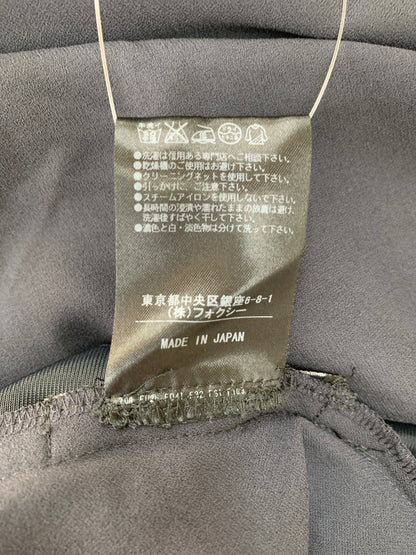 ●洗濯は信用ある専門店へご相談下さい。
●乾燥機のご使用はお避け下さい。
●クリーニングネットを使用して下さい。
●引っかけに、ご注意下さい。
●スチームアイロンを使用しないで下さい。
●長時間の浸漬や濡れたままの放置は避け、
洗濯後すばやく干して下さい。
●濃色と白・淡色物は分けて洗って下さい。
東京都中央区銀座6-8-1
(株)フォクシー
MADE IN JAPAN